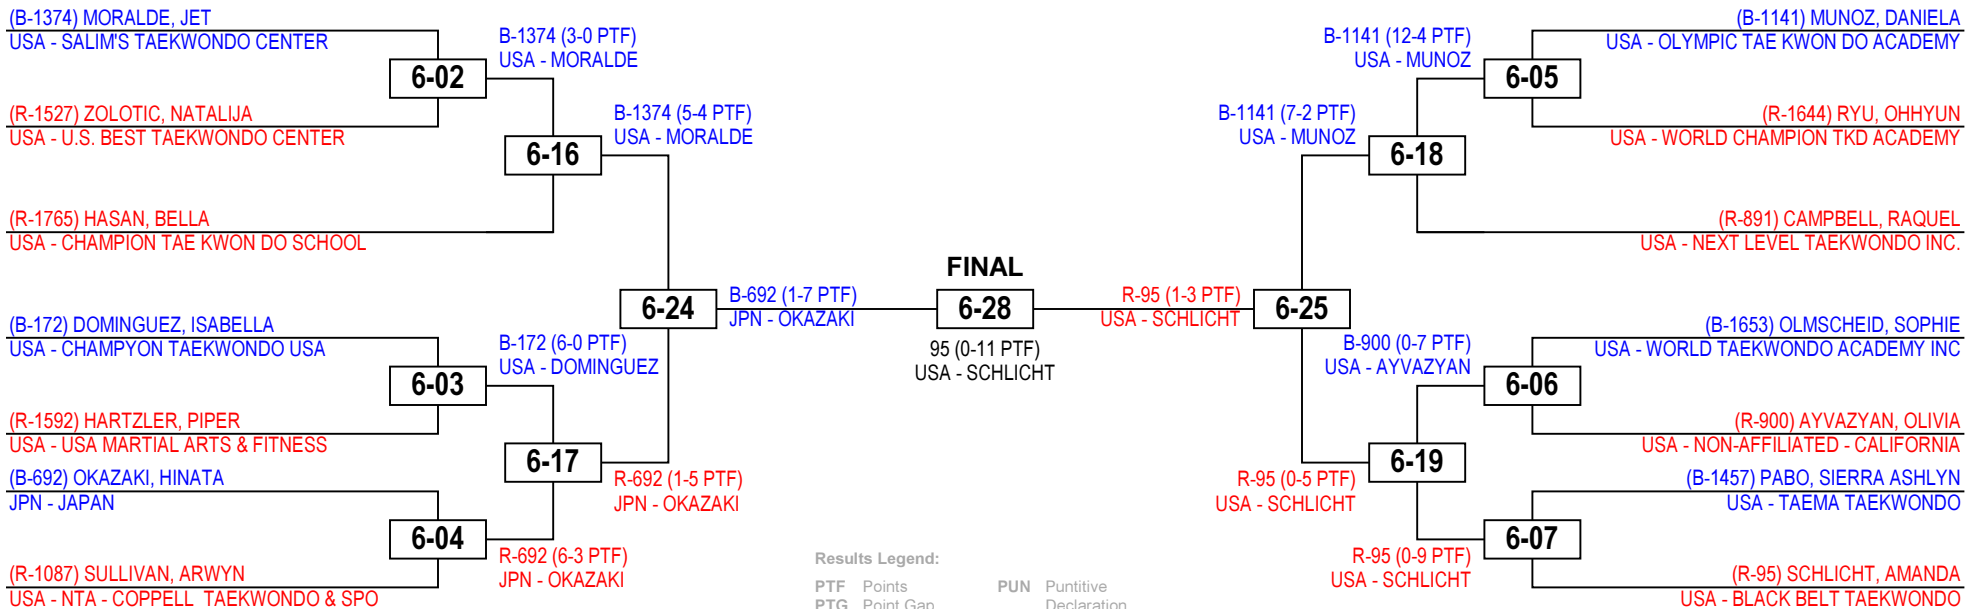 (B-1374) MORALDE, JET
USA - SALIM'S TAEKWONDO CENTER
6-02
(R-1527) ZOLOTIC, NATALIJA
USA - U.S. BEST TAEKWONDO CENTER
B-1374 (3-0 PTF)
USA - MORALDE
6-16
B-1374 (5-4 PTF)
USA - MORALDE
(R-1765) HASAN, BELLA
USA - CHAMPION TAE KWON DO SCHOOL
6-24
B-692 (1-7 PTF)
JPN - OKAZAKI
(B-172) DOMINGUEZ, ISABELLA
USA - CHAMPYON TAEKWONDO USA
6-03
(R-1592) HARTZLER, PIPER
USA - USA MARTIAL ARTS & FITNESS
B-172 (6-0 PTF)
USA - DOMINGUEZ
6-17
R-692 (1-5 PTF)
JPN - OKAZAKI
(B-692) OKAZAKI, HINATA
JPN - JAPAN
6-04
(R-1087) SULLIVAN, ARWYN
USA - NTA - COPPELL TAEKWONDO & SPO
R-692 (6-3 PTF)
JPN - OKAZAKI
FINAL
6-28
95 (0-11 PTF)
USA - SCHLICHT
(B-1141) MUNOZ, DANIELA
USA - OLYMPIC TAE KWON DO ACADEMY
B-1141 (12-4 PTF)
USA - MUNOZ
6-05
(R-1644) RYU, OHHYUN
USA - WORLD CHAMPION TKD ACADEMY
B-1141 (7-2 PTF)
USA - MUNOZ
6-18
(R-891) CAMPBELL, RAQUEL
USA - NEXT LEVEL TAEKWONDO INC.
R-95 (1-3 PTF)
USA - SCHLICHT
6-25
(B-1653) OLMSCHEID, SOPHIE
USA - WORLD TAEKWONDO ACADEMY INC
B-900 (0-7 PTF)
USA - AYVAZYAN
6-06
(R-900) AYVAZYAN, OLIVIA
USA - NON-AFFILIATED - CALIFORNIA
R-95 (0-5 PTF)
USA - SCHLICHT
6-19
(B-1457) PABO, SIERRA ASHLYN
USA - TAEMA TAEKWONDO
6-07
R-95 (0-9 PTF)
USA - SCHLICHT
(R-95) SCHLICHT, AMANDA
USA - BLACK BELT TAEKWONDO
Results Legend:
PTF Points PUN Puntitive
PTG Point Gap Declaration